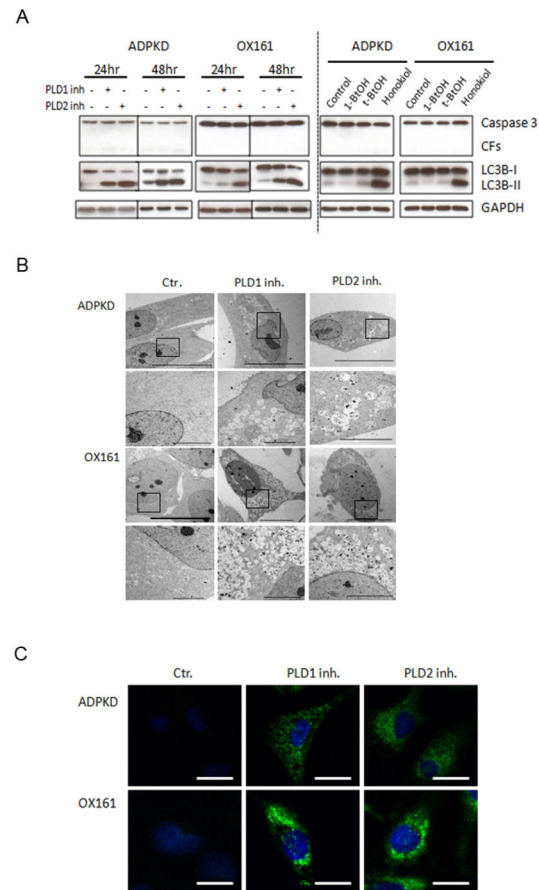 A
ADPKD OX161 ADPKD OX161
24hr 48hr 24hr 48hr
Control 1-BtOH t-BtOH Honokiol Control 1-BtOH t-BtOH Honokiol
PLD1 inh - + - - + - - + - - + -
PLD2 inh - - + - - + - - + - - +
Caspase 3
CFs
LC3B-I
LC3B-II
GAPDH
B
Ctr. PLD1 inh. PLD2 inh.
ADPKD
OX161
C
Ctr. PLD1 inh. PLD2 inh.
ADPKD
OX161